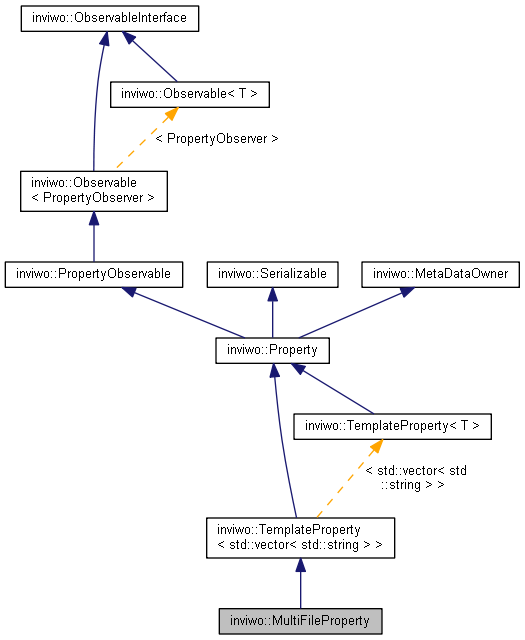 inviwo::ObservableInterface
inviwo::Observable< T >
< PropertyObserver >
inviwo::Observable
< PropertyObserver >
inviwo::PropertyObservable
inviwo::Serializable
inviwo::MetaDataOwner
inviwo::Property
inviwo::TemplateProperty< T >
< std::vector< std
::string > >
inviwo::TemplateProperty
< std::vector< std::string > >
inviwo::MultiFileProperty